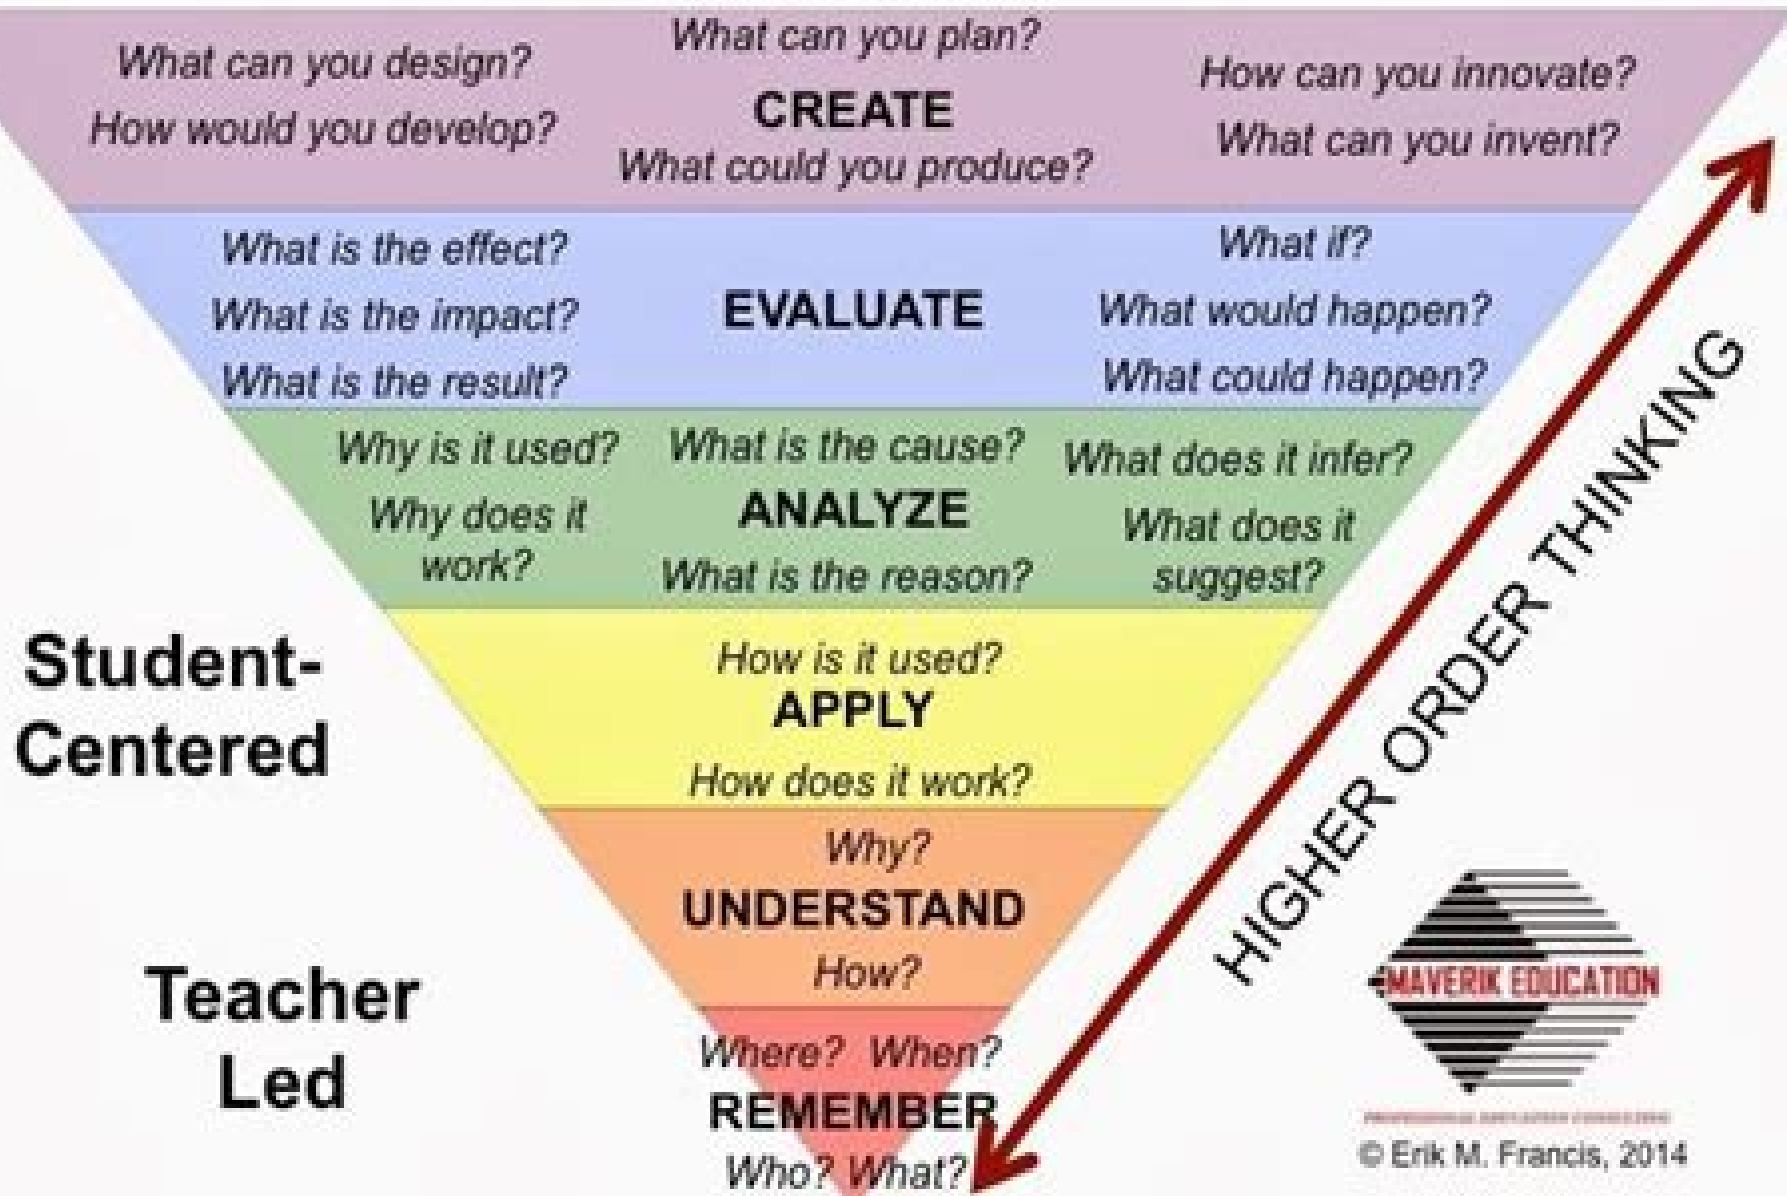 What can you plan?
What can you design?
How can you innovate?
CREATE
How would you develop?
What can you invent?
What could you produce?
What is the effect?
What if?
What is the impact?
EVALUATE
What would happen?
What is the result?
What could happen?
Why is it used?
What is the cause?
What does it infer?
Why does it
work?
ANALYZE
What does it
suggest?
What is the reason?
How is it used?
APPLY
How does it work?
Student-
Centered
Why?
UNDERSTAND
How?
Teacher
Led
Where? When?
REMEMBER
Who? What?
HIGHER ORDER THINKING
MAVERIK EDUCATION
© Erik M. Francis, 2014